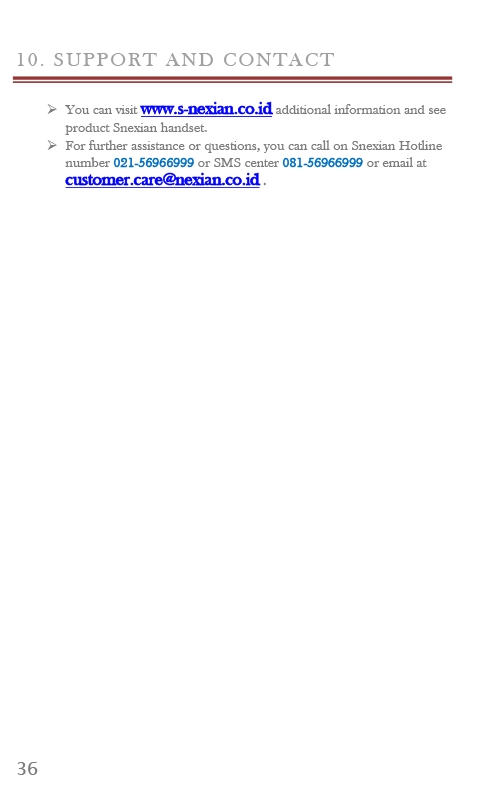 10. SUPPORT AND CONTACT
➢ You can visit www.s-nexian.co.id additional information and see
product Snexian handset.
➢ For further assistance or questions, you can call on Snexian Hotline
number 021-56966999 or SMS center 081-56966999 or email at
customer.care@nexian.co.id .
36